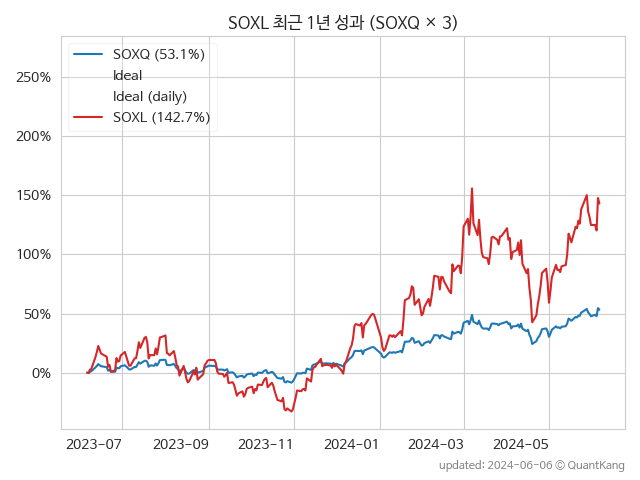 SOXL 최근 1년 성과 (SOXQ × 3)
SOXQ (53.1%)
Ideal
Ideal (daily)
SOXL (142.7%)
250%
200%
150%
100%
50%
0%
2023-07 2023-09 2023-11 2024-01 2024-03 2024-05
updated: 2024-06-06 © QuantKang